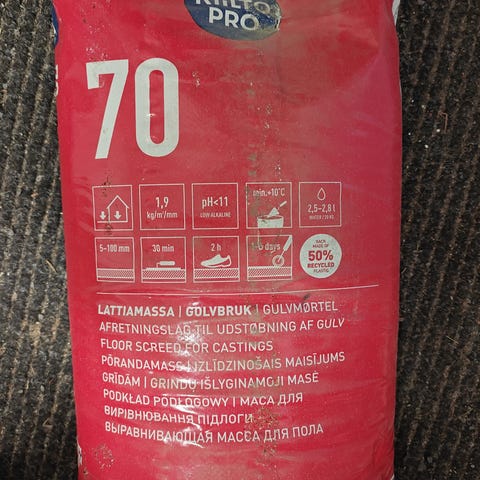 KIILTO
PRO
70
1,9
kg/m²/mm
pH<11
LOW ALKALINE
min.+10°C
2,5–2,8 l
WATER / 20 KG
5-100 mm
30 min
2 h
days
SACK
MADE OF
50%
RECYCLED
PLASTIC
LATTIAMASSA | GOLVBRUK | GULVMØRTEL
AFRETNINGSLAG TIL UDSTØBNING AF GULV
FLOOR SCREED FOR CASTINGS
PÕRANDAMASS | IZLĪDZINOŠAIS MAISĪJUMS
GRĪDĀM | GRINDŲ IŠLYGINAMOJI MASĖ
PODKŁAD PODŁOGOWY | МАСА ДЛЯ
ВИРІВНЮВАННЯ ПІДЛОГИ
ВЫРАВНИВАЮЩАЯ МАССА ДЛЯ ПОЛА